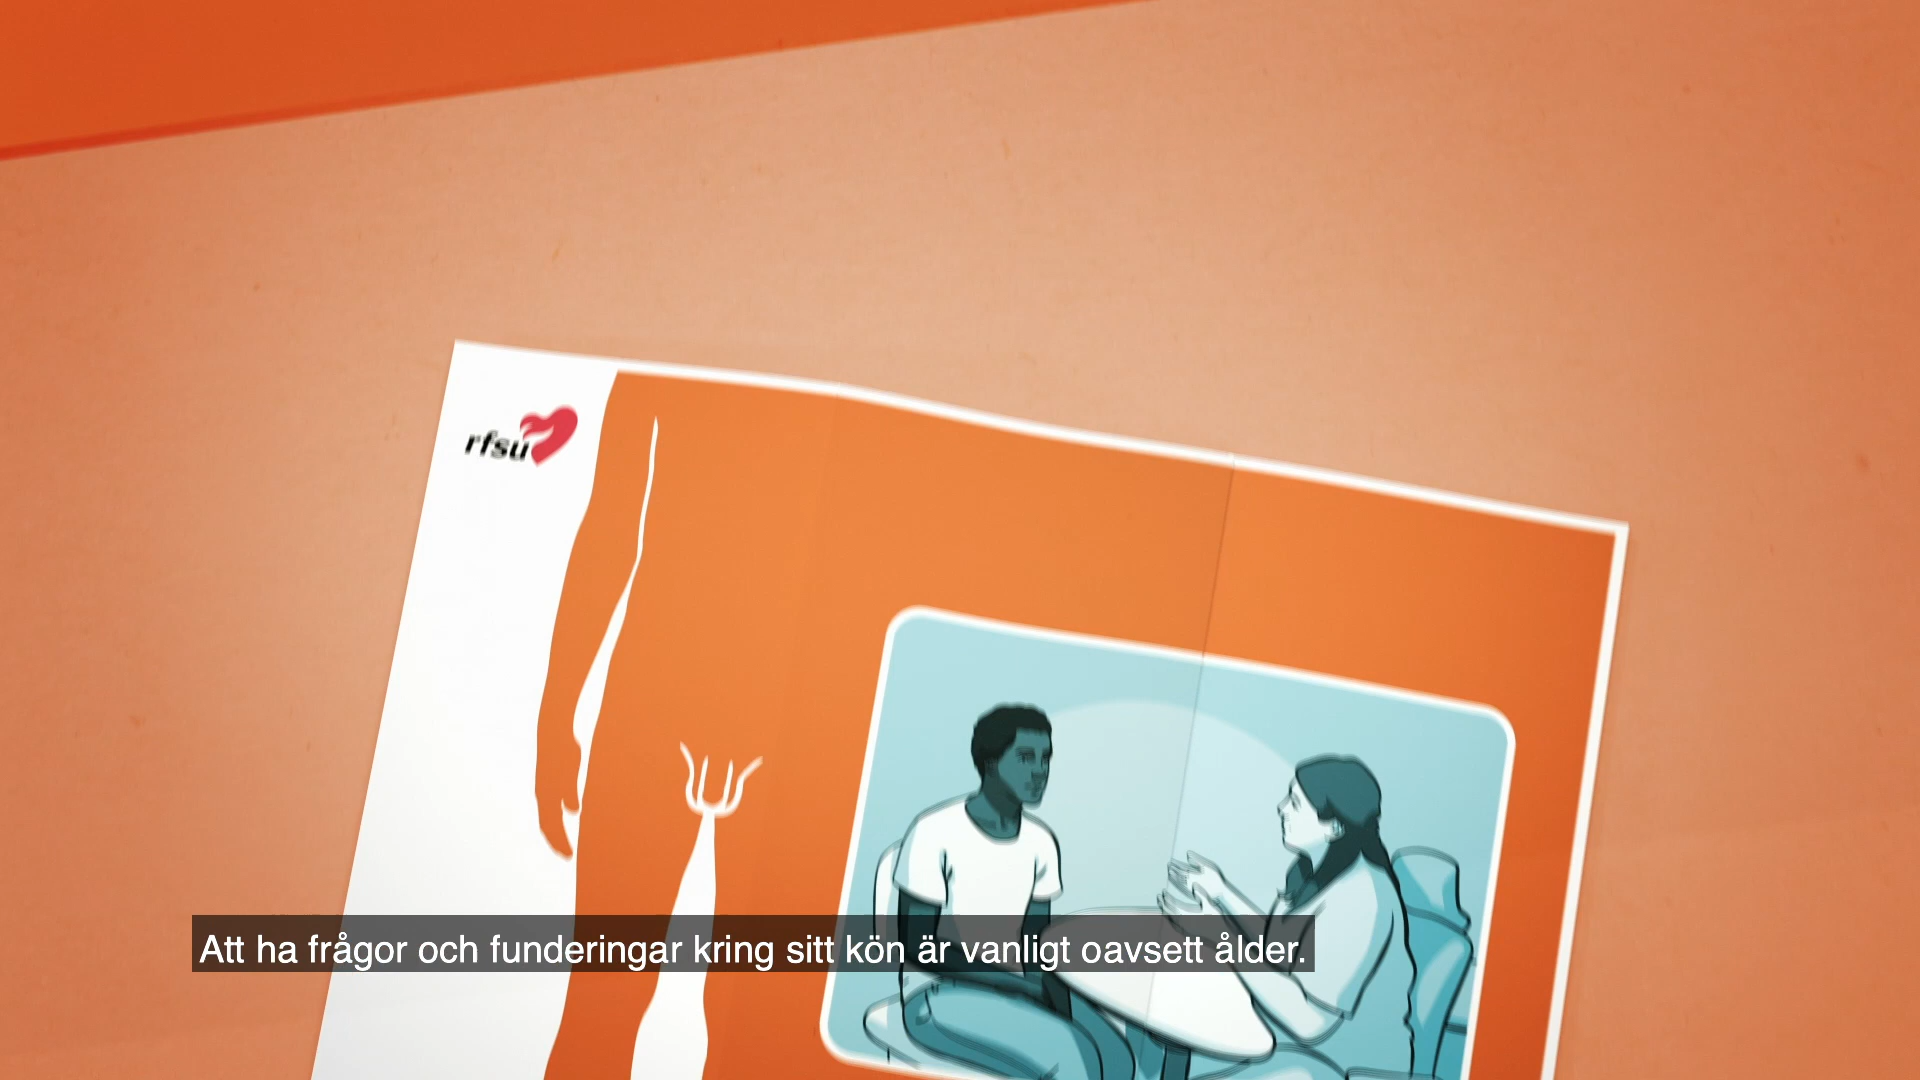 rfsu
Att ha frågor och funderingar kring sitt kön är vanligt oavsett ålder.